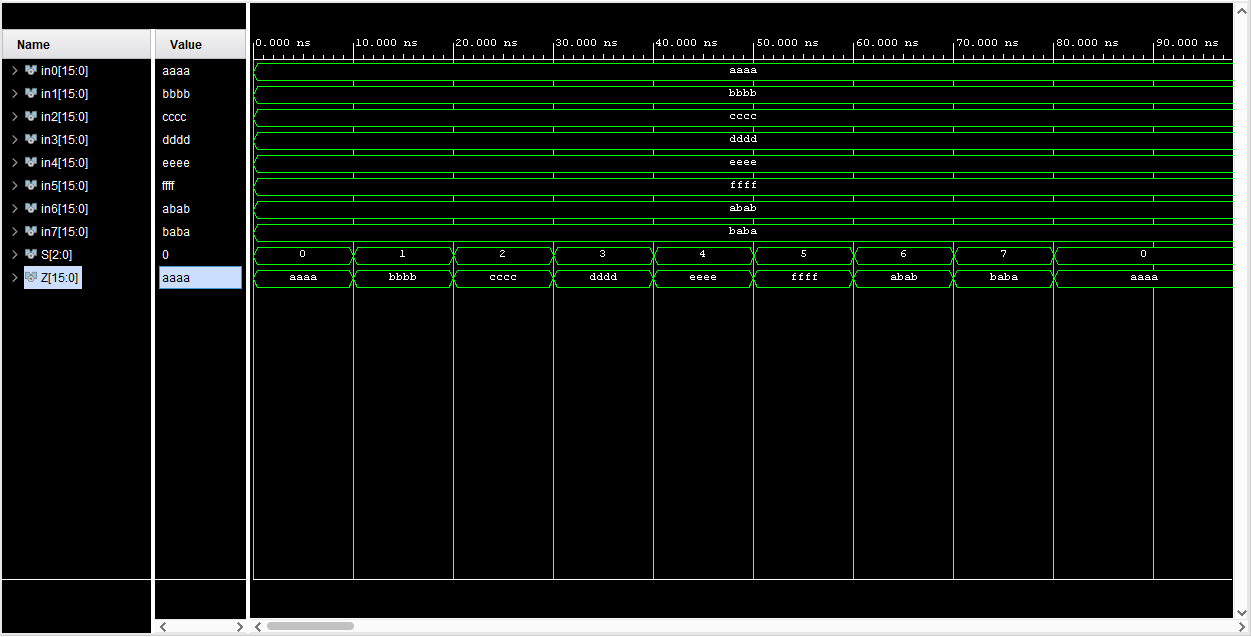 Name Value
0.000 ns 10.000 ns 20.000 ns 30.000 ns 40.000 ns 50.000 ns 60.000 ns 70.000 ns 80.000 ns 90.000 ns
in0[15:0] aaaa aaaa
in1[15:0] bbbb bbbb
in2[15:0] cccc cccc
in3[15:0] dddd dddd
in4[15:0] eeee eeee
in5[15:0] ffff ffff
in6[15:0] abab abab
in7[15:0] baba baba
S[2:0] 0 0 1 2 3 4 5 6 7 0
Z[15:0] aaaa aaaa bbbb cccc dddd eeee ffff abab baba aaaa